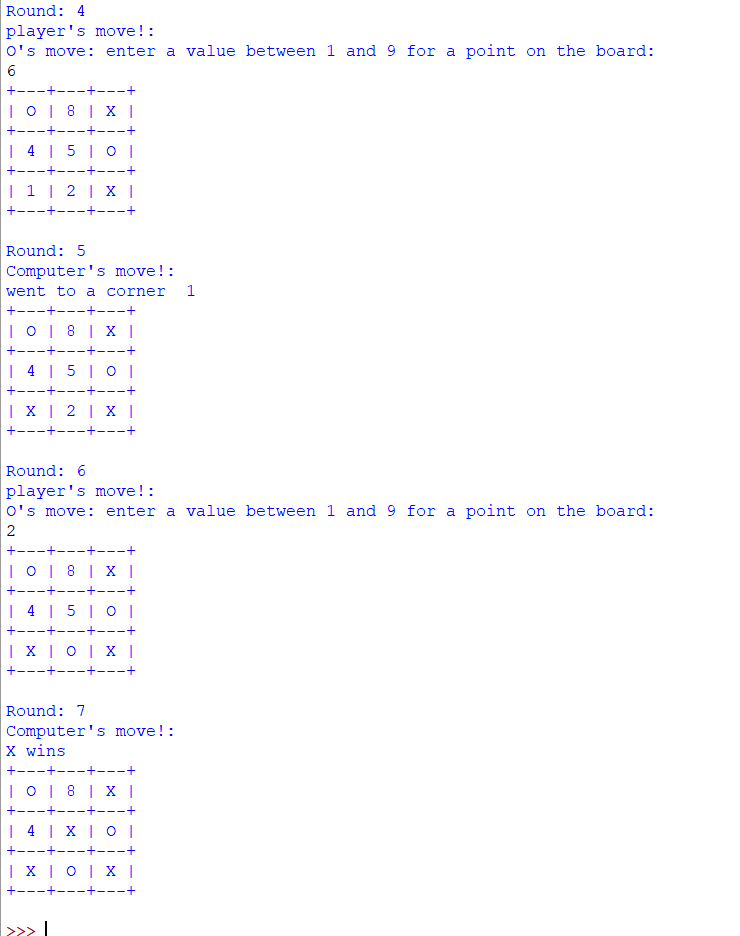 Round: 4
player's move!:
O's move: enter a value between 1 and 9 for a point on the board:
6
+---+---+---+
| O | 8 | X |
+---+---+---+
| 4 | 5 | O |
+---+---+---+
| 1 | 2 | X |
+---+---+---+

Round: 5
Computer's move!:
went to a corner  1
+---+---+---+
| O | 8 | X |
+---+---+---+
| 4 | 5 | O |
+---+---+---+
| X | 2 | X |
+---+---+---+

Round: 6
player's move!:
O's move: enter a value between 1 and 9 for a point on the board:
2
+---+---+---+
| O | 8 | X |
+---+---+---+
| 4 | 5 | O |
+---+---+---+
| X | O | X |
+---+---+---+

Round: 7
Computer's move!:
X wins
+---+---+---+
| O | 8 | X |
+---+---+---+
| 4 | X | O |
+---+---+---+
| X | O | X |
+---+---+---+

>>>